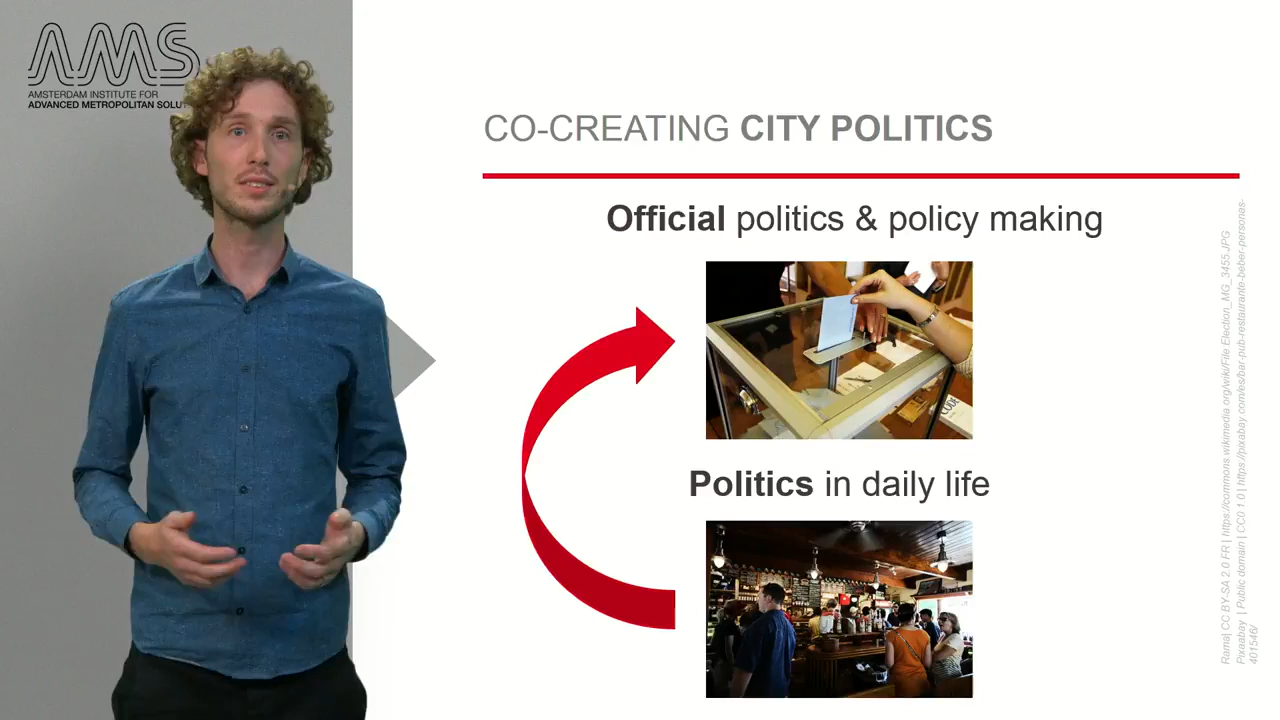 AMS
AMSTERDAM INSTITUTE FOR
ADVANCED METROPOLITAN SOLU
CO-CREATING CITY POLITICS
Official politics & policy making
CODE
Politics in daily life
Rama| CC BY-SA 2.0 FR | https://commons.wikimedia.org/wiki/File:Election_MG_3455.JPG
Pixaabay | Public domain | CC0 1.0 | https://pixabay.com/es/bar-pub-restaurante-beber-personas-
401546/